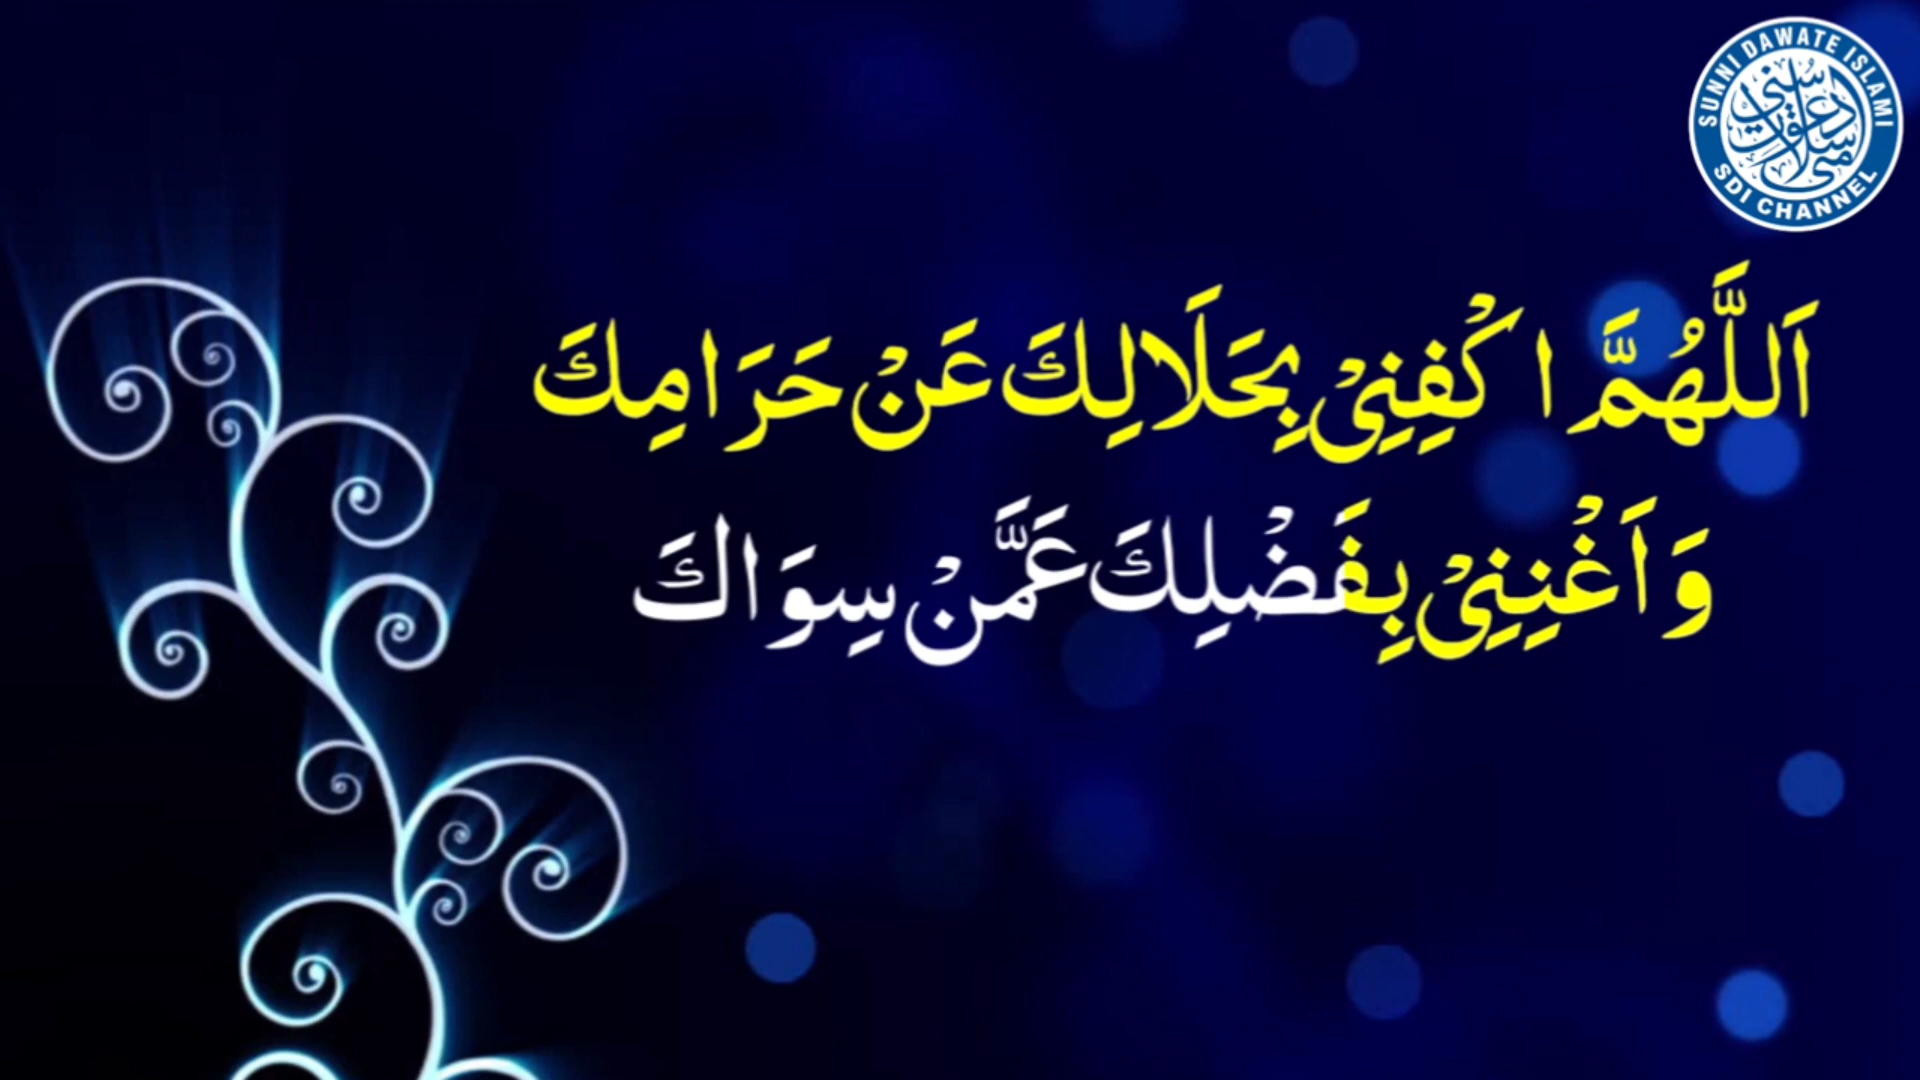 SUNNI DAWATE ISLAMI
SDI CHANNEL
اَللَّهُمَّ اكْفِنِيْ بِحَلَالِكَ عَنْ حَرَامِكَ
وَاَغْنِنِيْ بِفَضْلِكَ عَمَّنْ سِوَاكَ